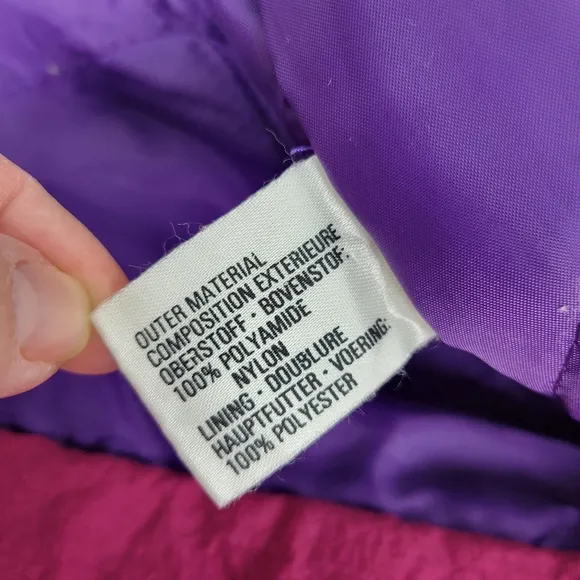 OUTER MATERIAL
COMPOSITION EXTERIEURE
OBERSTOFF · BOVENSTOF:
100% POLYAMIDE
NYLON
LINING · DOUBLURE
HAUPTFUTTER · VOERING:
100% POLYESTER